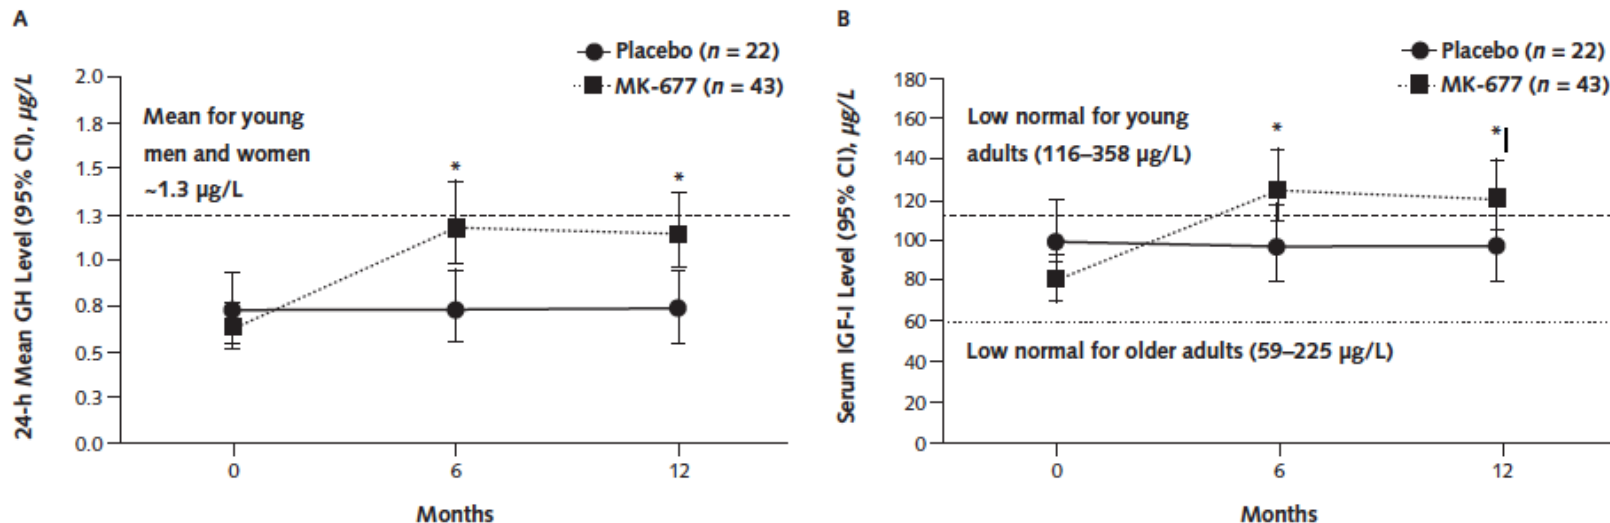 A
Placebo (n = 22)
MK-677 (n = 43)
24-h Mean GH Level (95% CI), µg/L
2.0
1.8
1.5
1.3
1.0
0.8
0.5
0.3
0.0
Mean for young
men and women
~1.3 µg/L
*
*
0
6
12
Months
B
Placebo (n = 22)
MK-677 (n = 43)
Serum IGF-I Level (95% CI), µg/L
180
160
140
120
100
80
60
40
20
0
Low normal for young
adults (116–358 µg/L)
*
*
Low normal for older adults (59–225 µg/L)
0
6
12
Months